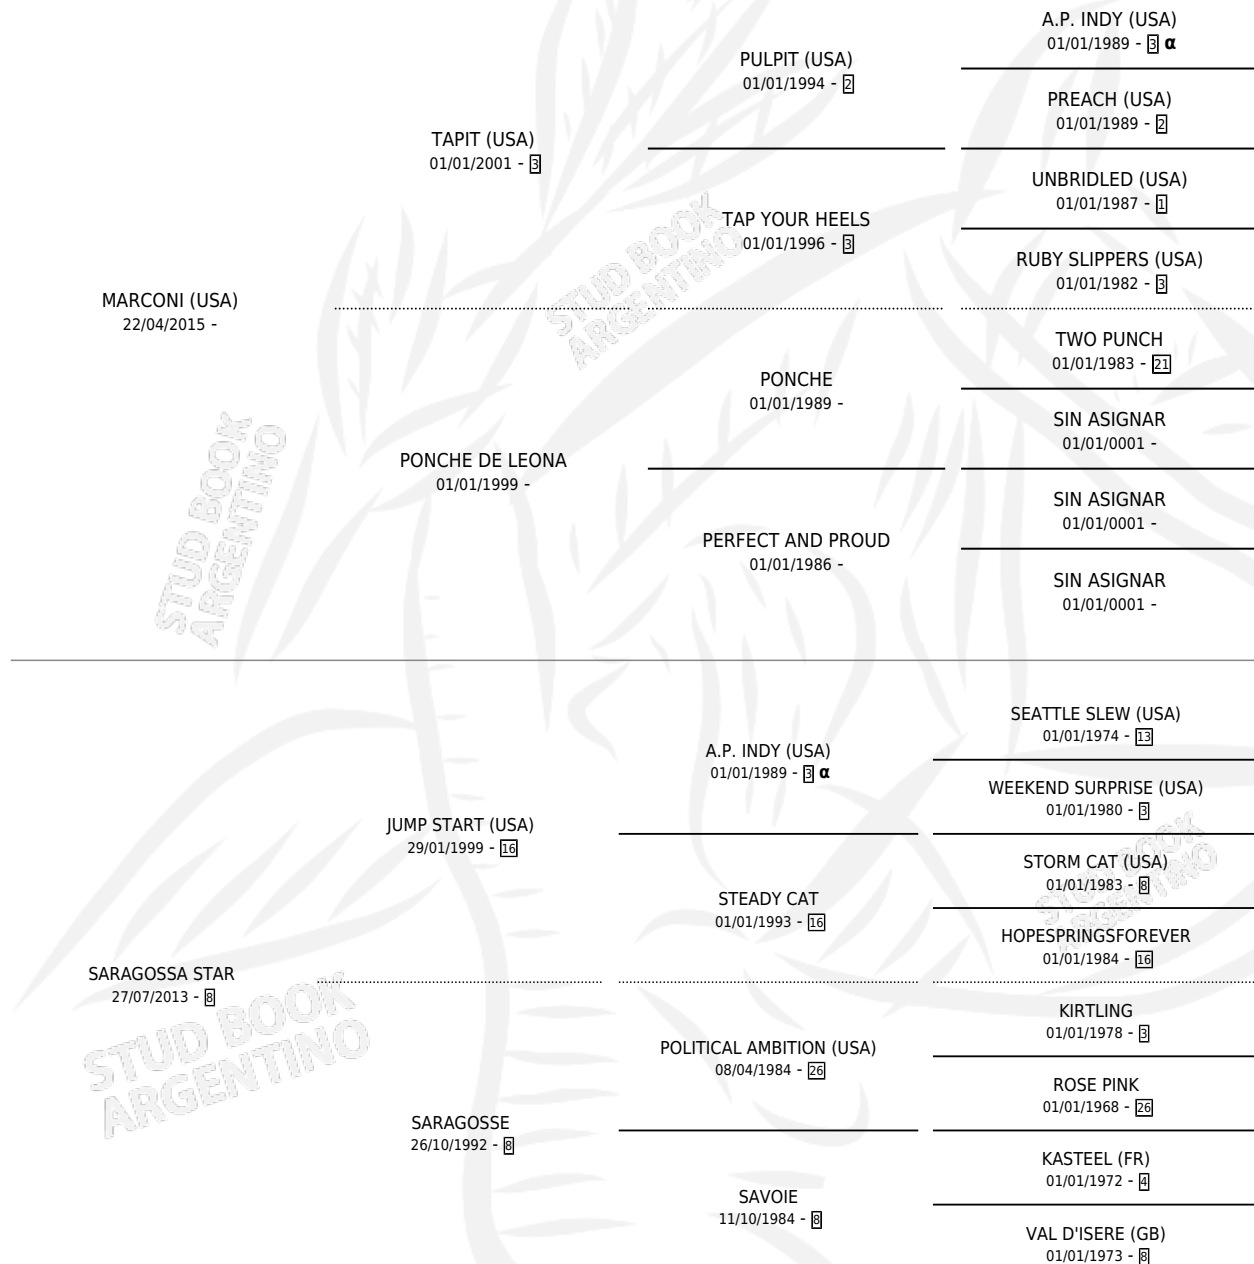 A.P. INDY (USA)
01/01/1989 - 3 α
PULPIT (USA)
01/01/1994 - 2
PREACH (USA)
01/01/1989 - 2
TAPIT (USA)
01/01/2001 - 3
UNBRIDLED (USA)
01/01/1987 - 1
TAP YOUR HEELS
01/01/1996 - 3
RUBY SLIPPERS (USA)
01/01/1982 - 3
MARCONI (USA)
22/04/2015 -
TWO PUNCH
01/01/1983 - 21
PONCHE
01/01/1989 -
SIN ASIGNAR
01/01/0001 -
PONCHE DE LEONA
01/01/1999 -
SIN ASIGNAR
01/01/0001 -
PERFECT AND PROUD
01/01/1986 -
SIN ASIGNAR
01/01/0001 -
SEATTLE SLEW (USA)
01/01/1974 - 13
A.P. INDY (USA)
01/01/1989 - 3 α
WEEKEND SURPRISE (USA)
01/01/1980 - 3
JUMP START (USA)
29/01/1999 - 16
STORM CAT (USA)
01/01/1983 - 8
STEADY CAT
01/01/1993 - 16
HOPESPRINGSFOREVER
01/01/1984 - 16
SARAGOSSA STAR
27/07/2013 - 8
KIRTLING
01/01/1978 - 3
POLITICAL AMBITION (USA)
08/04/1984 - 26
ROSE PINK
01/01/1968 - 26
SARAGOSSE
26/10/1992 - 8
KASTEEL (FR)
01/01/1972 - 4
SAVOIE
11/10/1984 - 8
VAL D'ISERE (GB)
01/01/1973 - 8
STUD BOOK
ARGENTINO
STUD BOOK
ARGENTINO
STUD BOOK
ARGENTINO
STUD BOOK
ARGENTINO